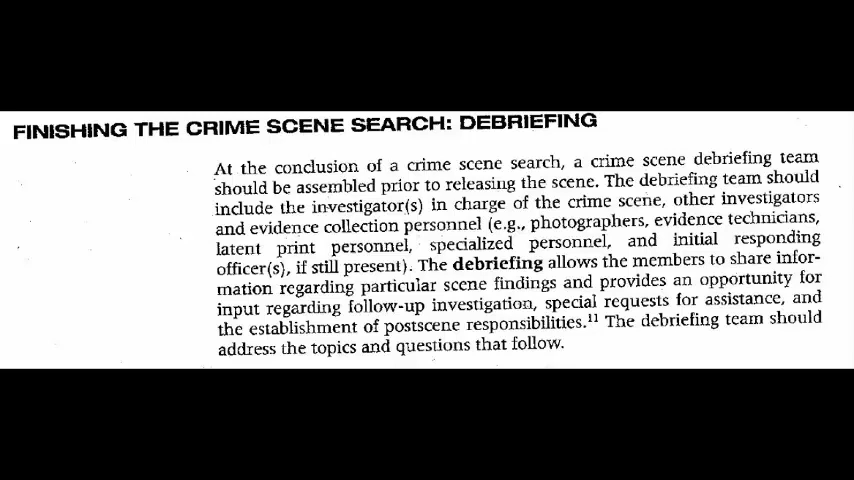 FINISHING THE CRIME SCENE SEARCH: DEBRIEFING
At the conclusion of a crime scene search, a crime scene debriefing team
should be assembled prior to releasing the scene. The debriefing team should
include the investigator(s) in charge of the crime scene, other investigators
and evidence collection personnel (e.g., photographers, evidence technicians,
latent print personnel, specialized personnel, and initial responding
officer(s), if still present). The debriefing allows the members to share infor-
mation regarding particular scene findings and provides an opportunity for
input regarding follow-up investigation, special requests for assistance, and
the establishment of postscene responsibilities.¹¹ The debriefing team should
address the topics and questions that follow.